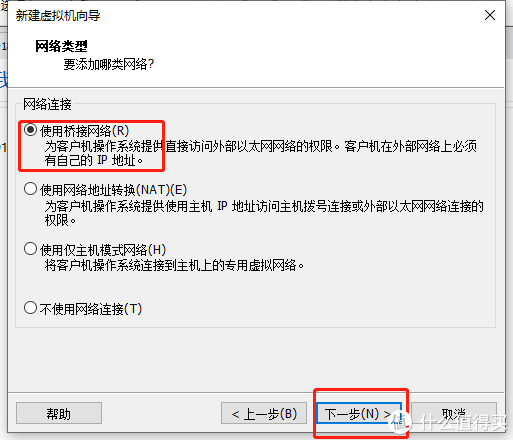 新建虚拟机向导
网络类型
要添加哪类网络?
网络连接
使用桥接网络(R)
为客户机操作系统提供直接访问外部以太网网络的权限。客户机在外部网络上必须
有自己的 IP 地址。
使用网络地址转换(NAT)(E)
为客户机操作系统提供使用主机 IP 地址访问主机拨号连接或外部以太网网络连接的
权限。
使用仅主机模式网络(H)
将客户机操作系统连接到主机上的专用虚拟网络。
不使用网络连接(T)
帮助
< 上一步(B)
下一步(N) >
取消
值 什么值得买